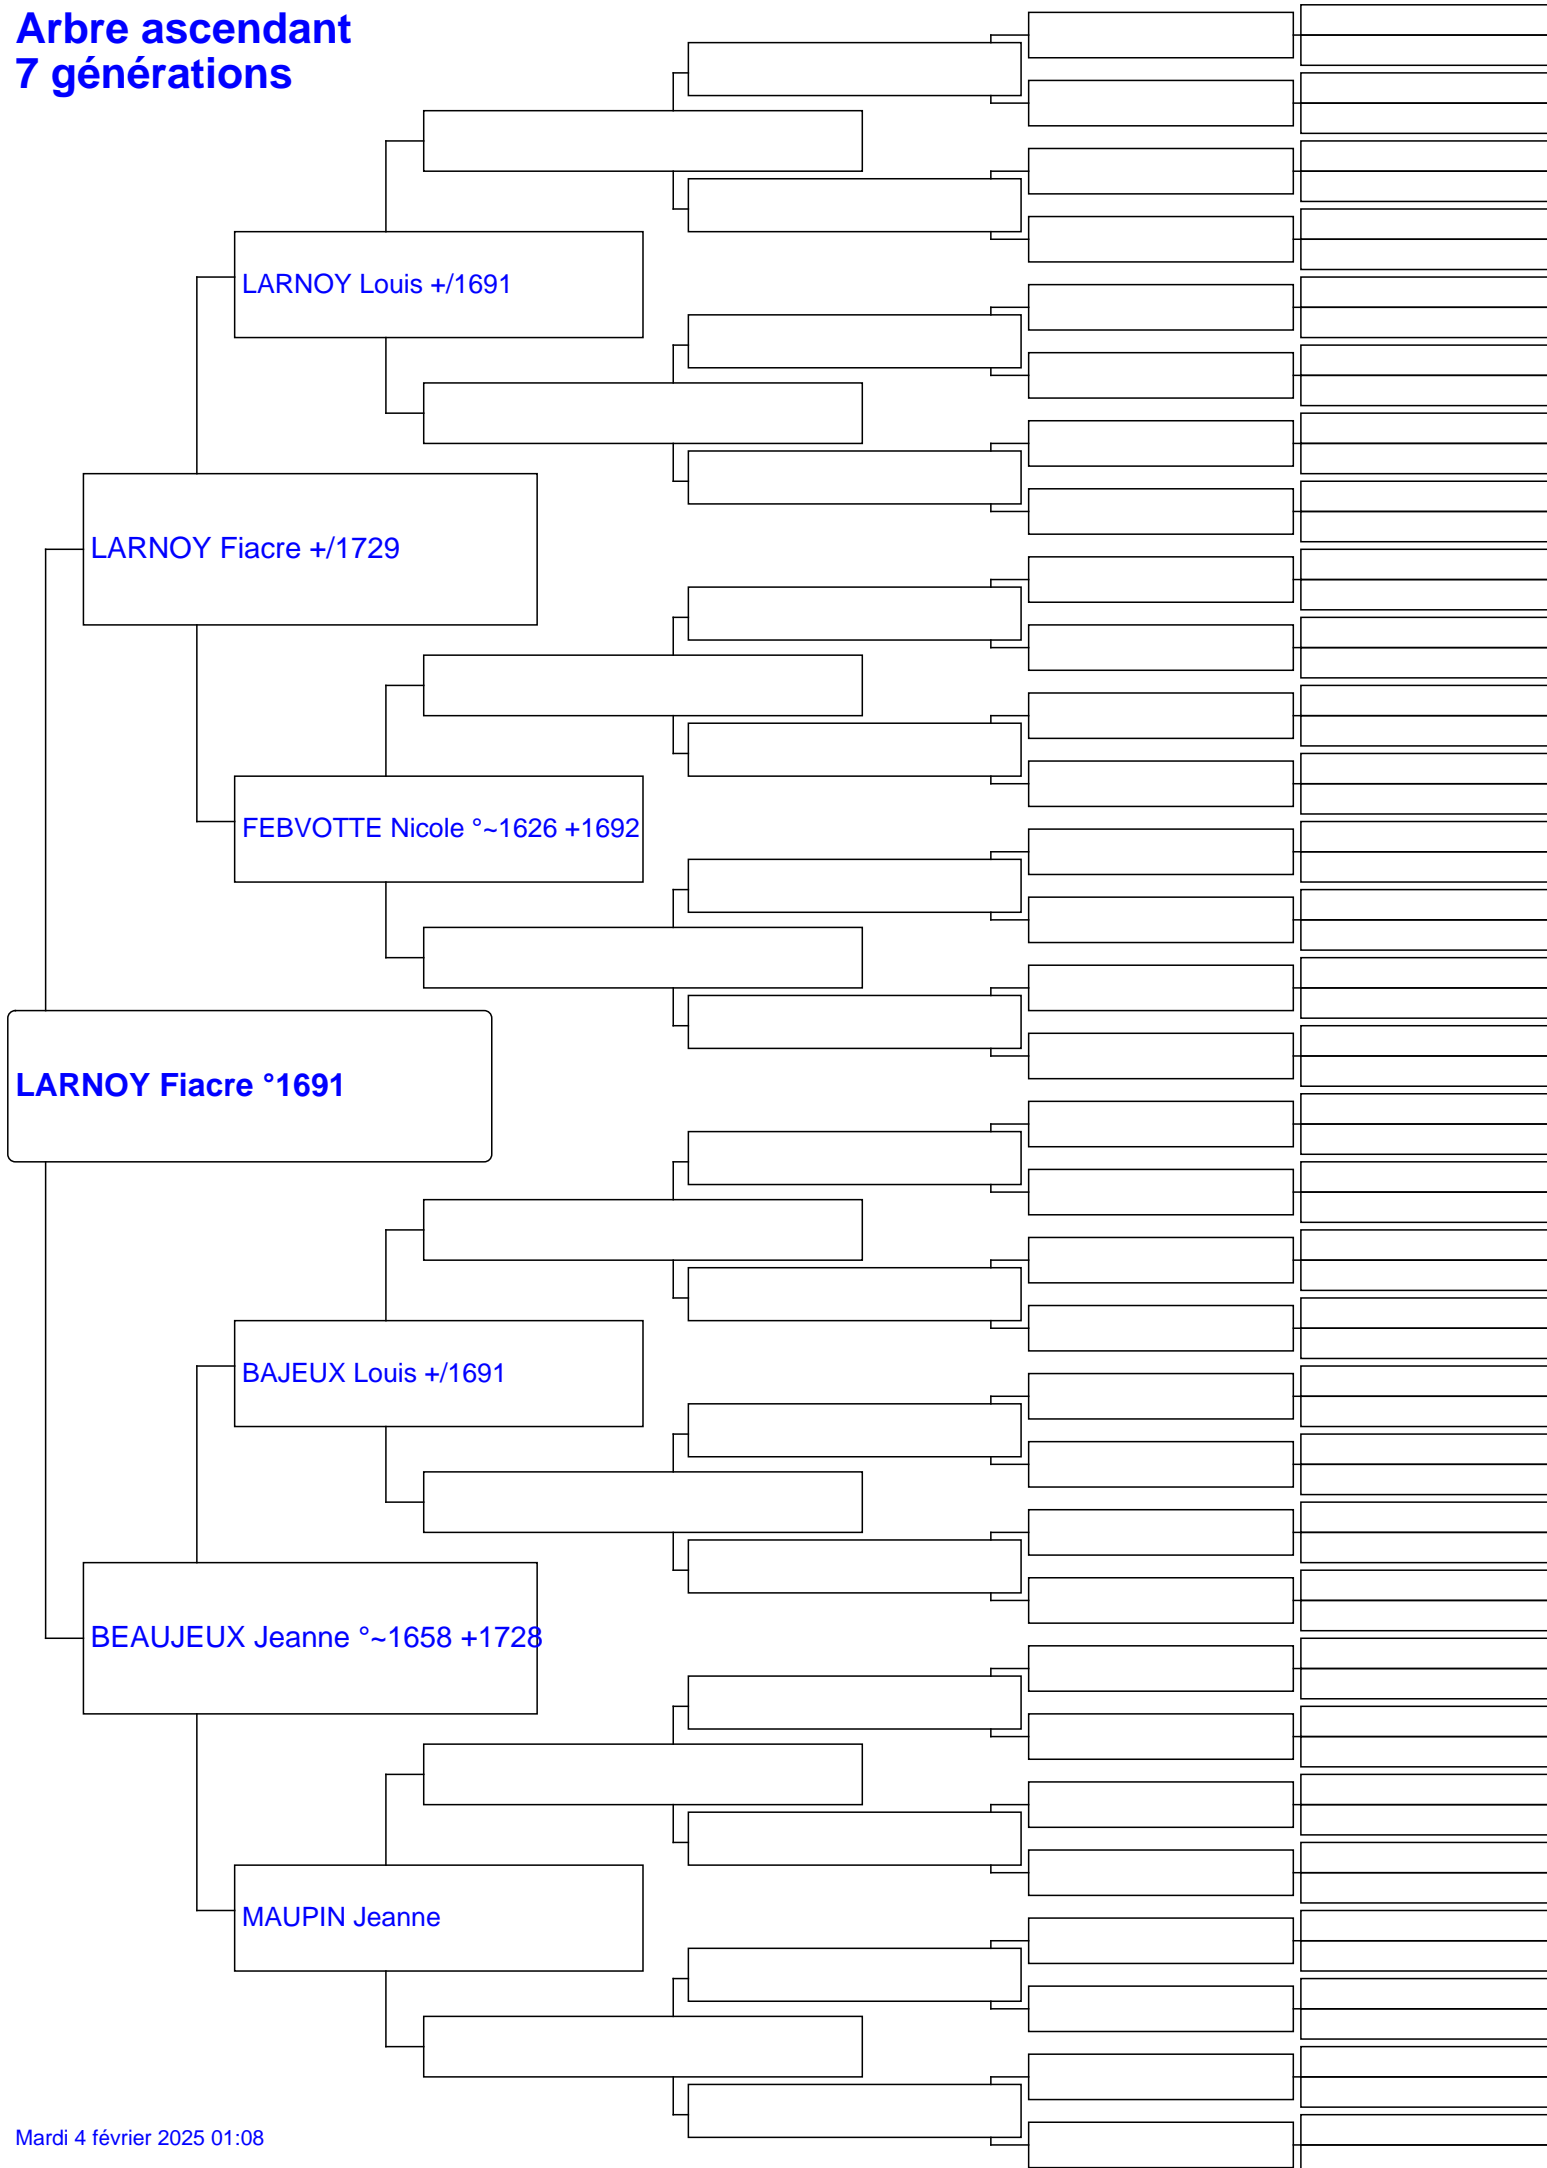 Arbre ascendant
7 générations
LARNOY Louis +/1691
LARNOY Fiacre +/1729
FEBVOTTE Nicole °~1626 +1692
LARNOY Fiacre °1691
BAJEUX Louis +/1691
BEAUJEUX Jeanne °~1658 +1728
MAUPIN Jeanne
Mardi 4 février 2025 01:08